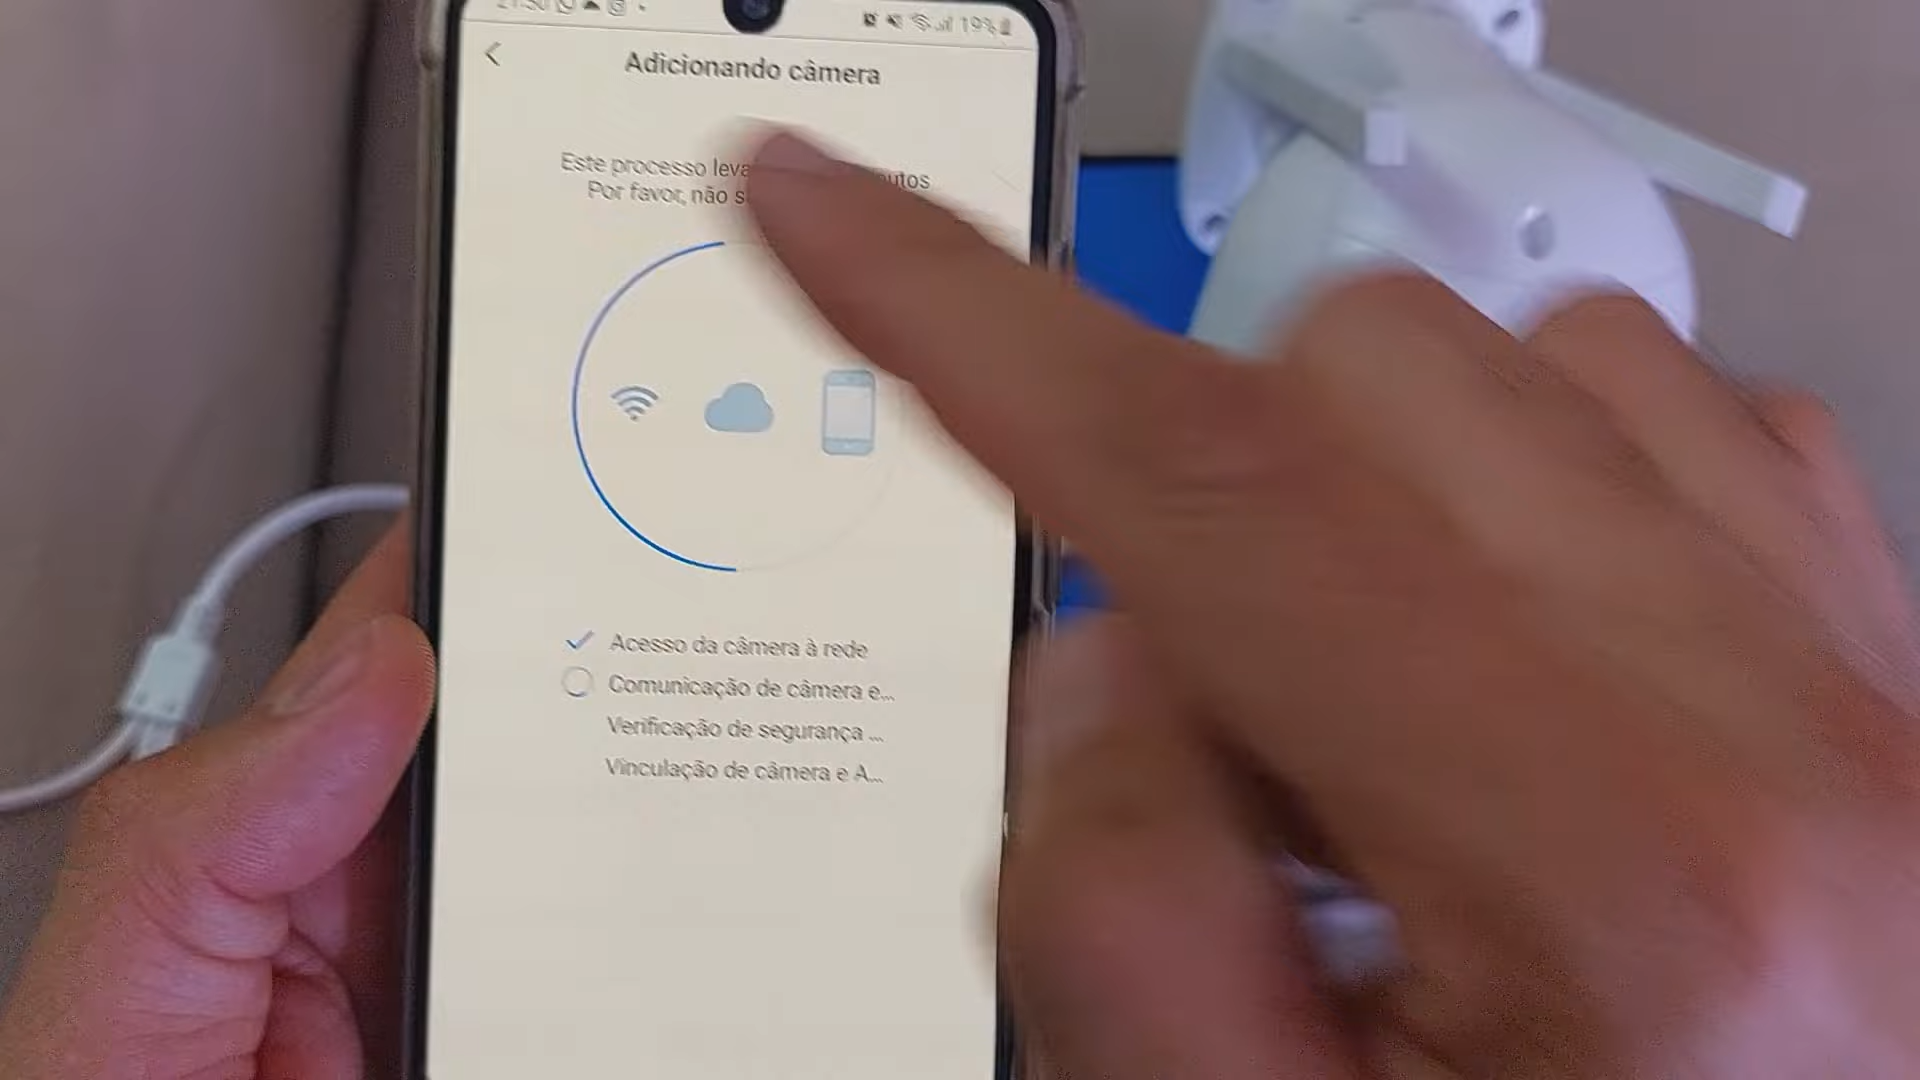 19%
Adicionando câmera
Este processo leva
Por favor, não
Acesso da câmera à rede
Comunicação de câmera e...
Verificação de segurança ...
Vinculação de câmera e A...